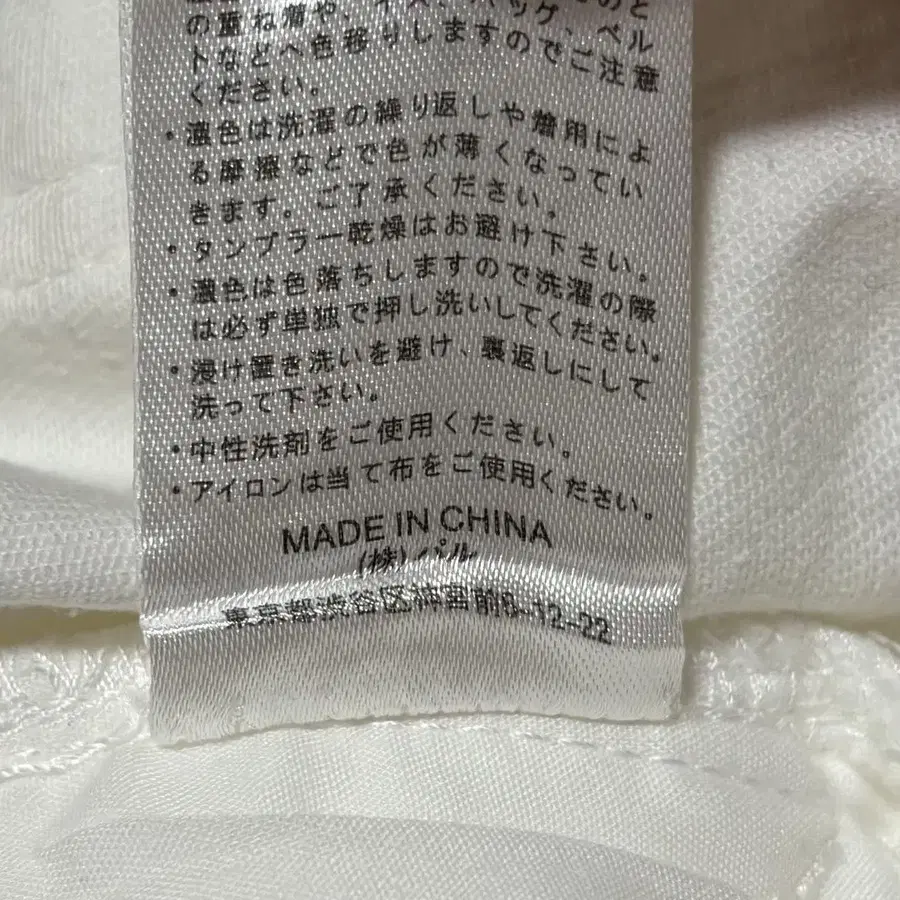 の重ね着や、イス、バッグ、ベル
トなどへ色移りしますのでご注意
ください。
・濃色は洗濯の繰り返しや着用によ
る摩擦などで色が薄くなってい
きます。ご了承ください。
・タンブラー乾燥はお避け下さい。
・濃色は色落ちしますので洗濯の際
は必ず単独で押し洗いしてください。
・浸け置き洗いを避け、裏返しにして
洗って下さい。
・中性洗剤をご使用ください。
・アイロンは当て布をご使用ください。
MADE IN CHINA
(株)パル
東京都渋谷区神宮前6-12-22